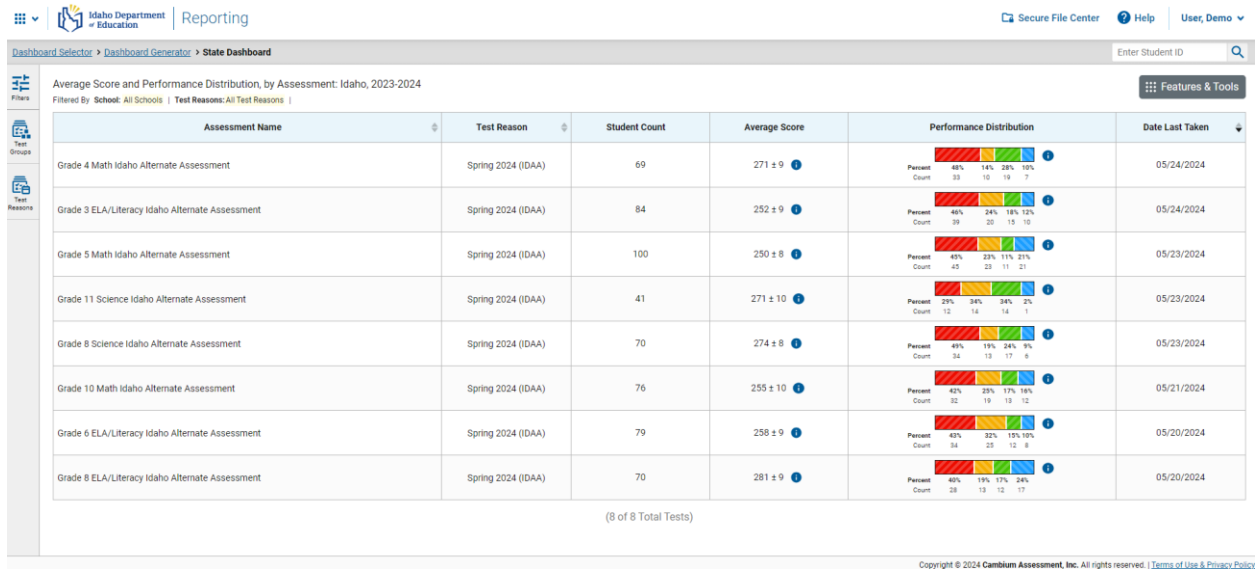 Idaho Department
of Education
Reporting
Secure File Center
Help
User, Demo
Dashboard Selector > Dashboard Generator > State Dashboard
Enter Student ID
Filters
Test
Groups
Test
Reasons
Average Score and Performance Distribution, by Assessment: Idaho, 2023-2024
Filtered By School: All Schools | Test Reasons: All Test Reasons |
Features & Tools
Assessment Name Test Reason Student Count Average Score Performance Distribution Date Last Taken
Grade 4 Math Idaho Alternate Assessment Spring 2024 (IDAA) 69 271 ± 9 05/24/2024
Percent 48% 14% 28% 10%
Count 33 10 19 7
Grade 3 ELA/Literacy Idaho Alternate Assessment Spring 2024 (IDAA) 84 252 ± 9 05/24/2024
Percent 46% 24% 18% 12%
Count 39 20 15 10
Grade 5 Math Idaho Alternate Assessment Spring 2024 (IDAA) 100 250 ± 8 05/23/2024
Percent 45% 23% 11% 21%
Count 45 23 11 21
Grade 11 Science Idaho Alternate Assessment Spring 2024 (IDAA) 41 271 ± 10 05/23/2024
Percent 29% 34% 34% 2%
Count 12 14 14 1
Grade 8 Science Idaho Alternate Assessment Spring 2024 (IDAA) 70 274 ± 8 05/23/2024
Percent 49% 19% 24% 9%
Count 34 13 17 6
Grade 10 Math Idaho Alternate Assessment Spring 2024 (IDAA) 76 255 ± 10 05/21/2024
Percent 42% 25% 17% 16%
Count 32 19 13 12
Grade 6 ELA/Literacy Idaho Alternate Assessment Spring 2024 (IDAA) 79 258 ± 9 05/20/2024
Percent 43% 32% 15% 10%
Count 34 25 12 8
Grade 8 ELA/Literacy Idaho Alternate Assessment Spring 2024 (IDAA) 70 281 ± 9 05/20/2024
Percent 40% 19% 17% 24%
Count 28 13 12 17
(8 of 8 Total Tests)
Copyright © 2024 Cambium Assessment, Inc. All rights reserved. | Terms of Use & Privacy Policy